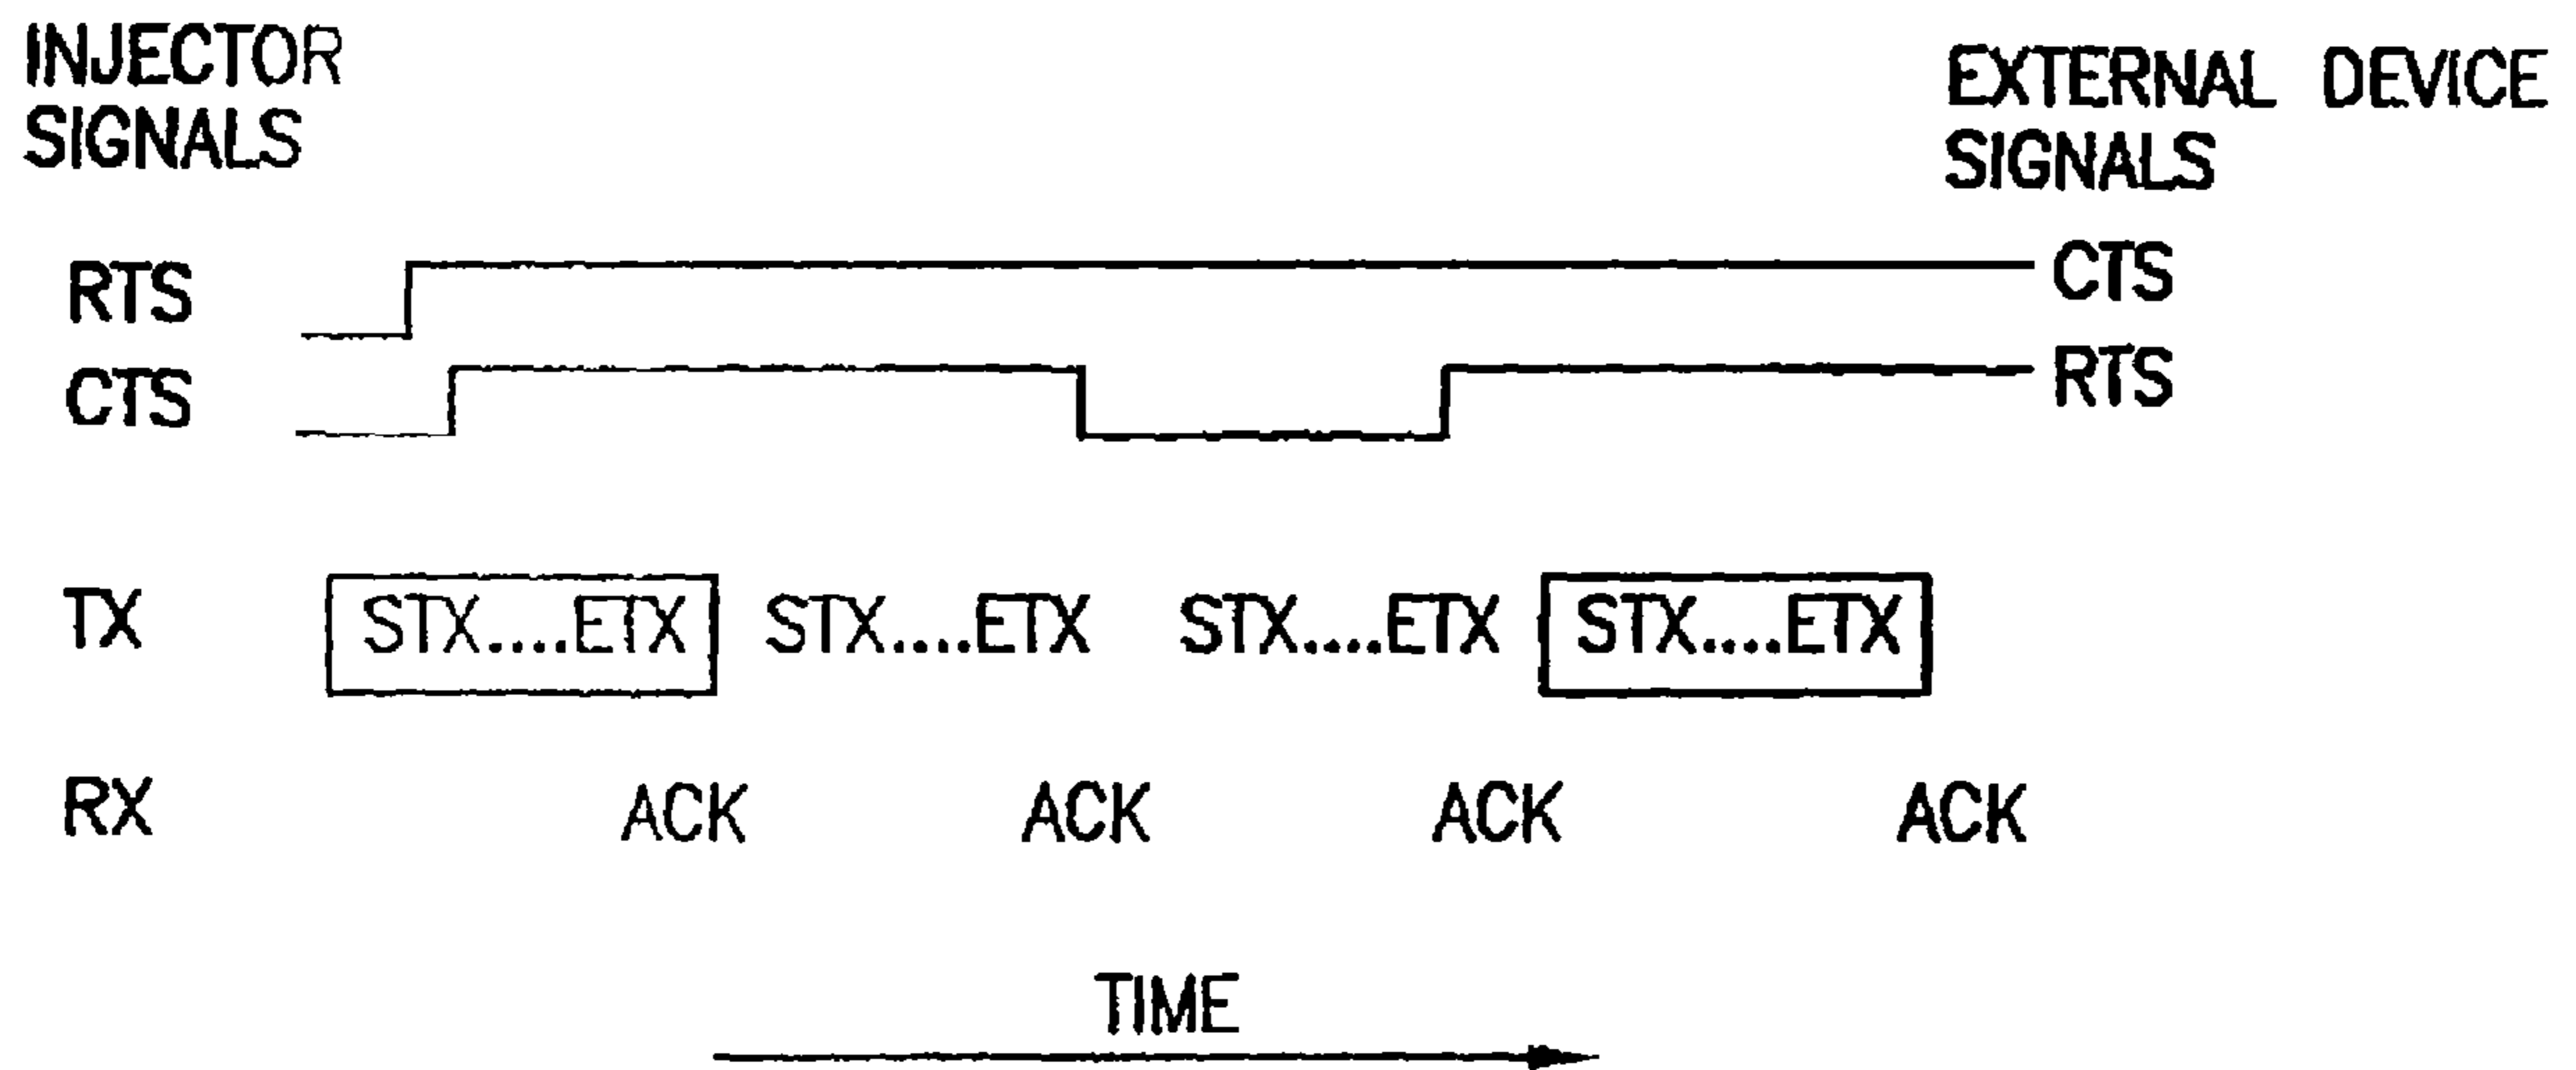 INJECTOR
SIGNALS
EXTERNAL DEVICE
SIGNALS
RTS
CTS
CTS
RTS
TX
STX....ETX
STX....ETX
STX....ETX
STX....ETX
RX
ACK
ACK
ACK
ACK
TIME